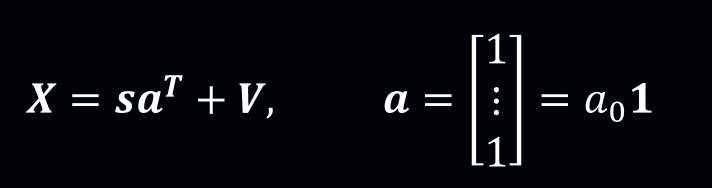 X = saᵀ + V, a = [1 ⋮ 1] = a₀1